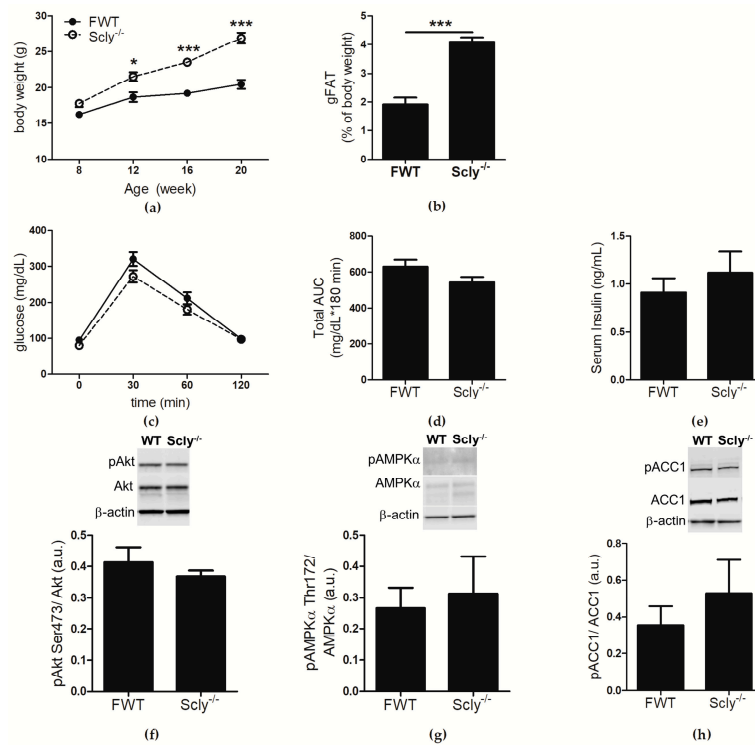 FWT
Scly-/-
body weight (g)
30
25
20
15
10
* *** ***
8 12 16 20
Age (week)
(a)
gFAT
(% of body weight)
6
4
2
0
***
FWT Scly-/-
(b)
glucose (mg/dL)
400
300
200
100
0
0 30 60 120
time (min)
(c)
Total AUC
(mg/dL*180 min)
800
600
400
200
0
FWT Scly-/-
(d)
Serum Insulin (ng/mL)
1.5
1.0
0.5
0.0
FWT Scly-/-
(e)
WT Scly-/-
pAkt
Akt
β-actin
pAkt Ser473/ Akt (a.u.)
0.5
0.4
0.3
0.2
0.1
0.0
FWT Scly-/-
(f)
WT Scly-/-
pAMPKα
AMPKα
β-actin
pAMPKα Thr172/
AMPKα (a.u.)
0.5
0.4
0.3
0.2
0.1
0.0
FWT Scly-/-
(g)
WT Scly-/-
pACC1
ACC1
β-actin
pACC1/ ACC1 (a.u.)
0.8
0.6
0.4
0.2
0.0
FWT Scly-/-
(h)